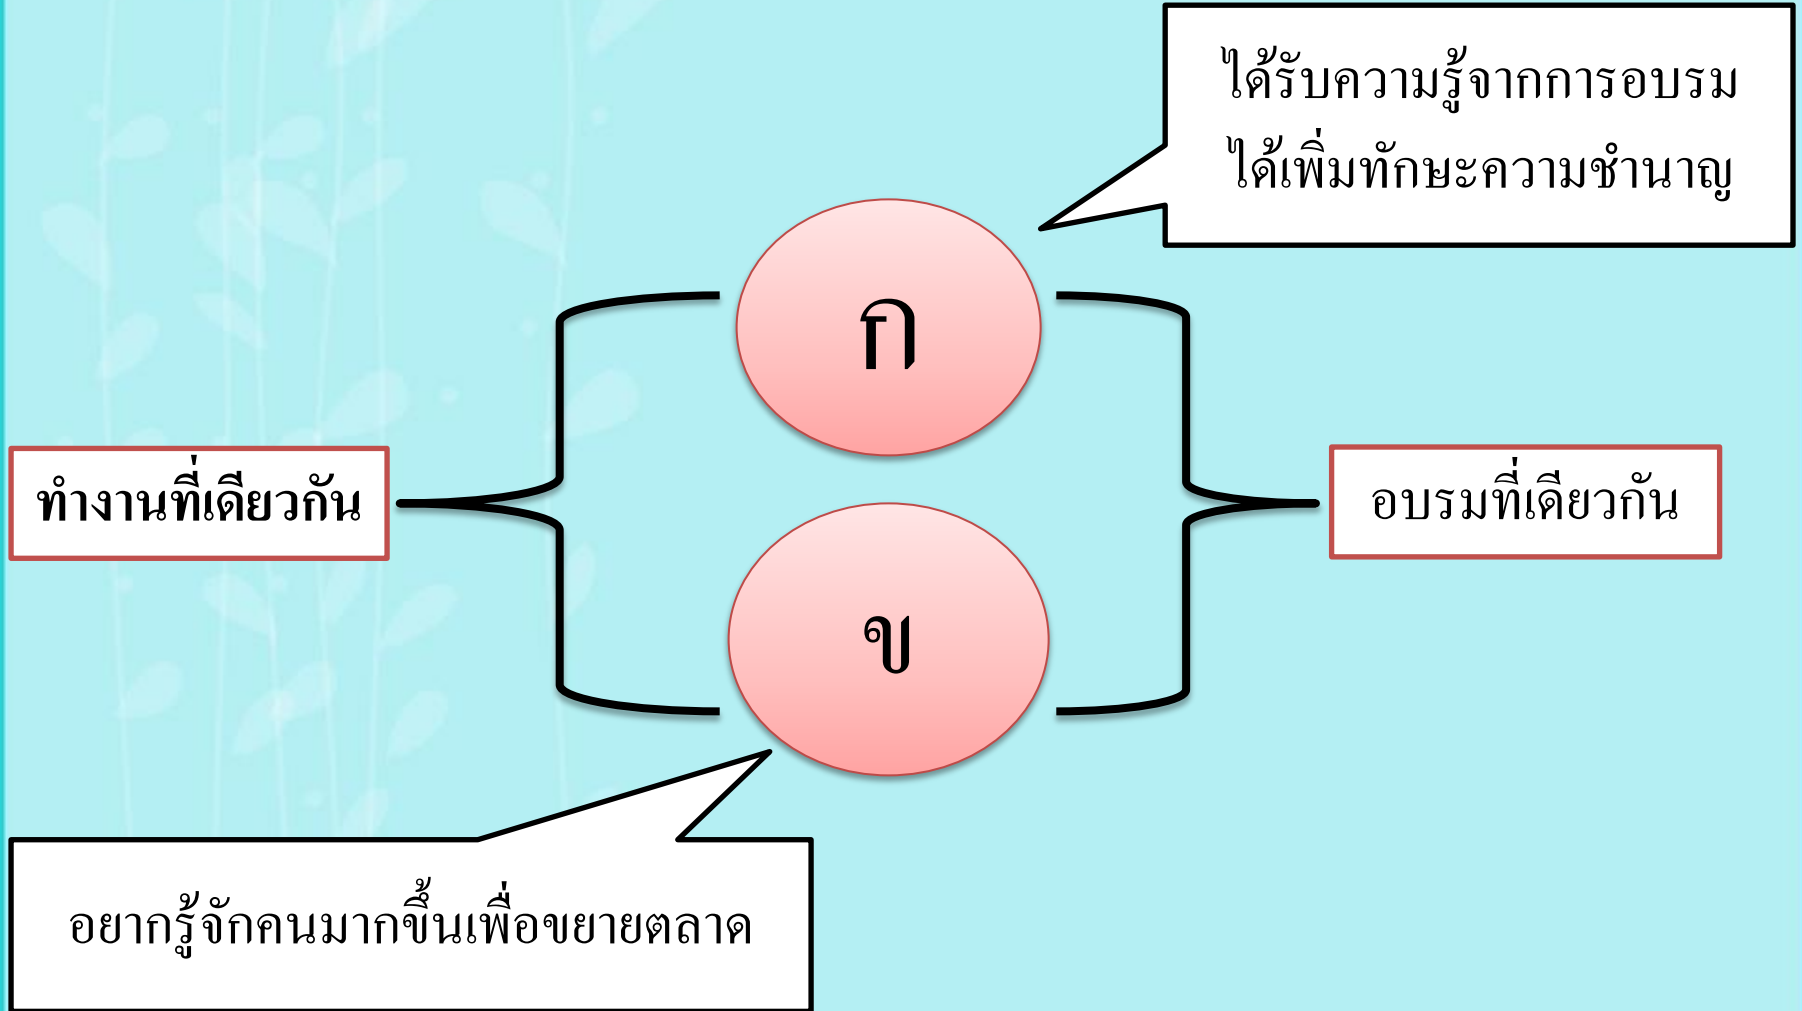 ได้รับความรู้จากการอบรม
ได้เพิ่มทักษะความชำนาญ
ก
ทำงานที่เดียวกัน
อบรมที่เดียวกัน
ข
อยากรู้จักคนมากขึ้นเพื่อขยายตลาด